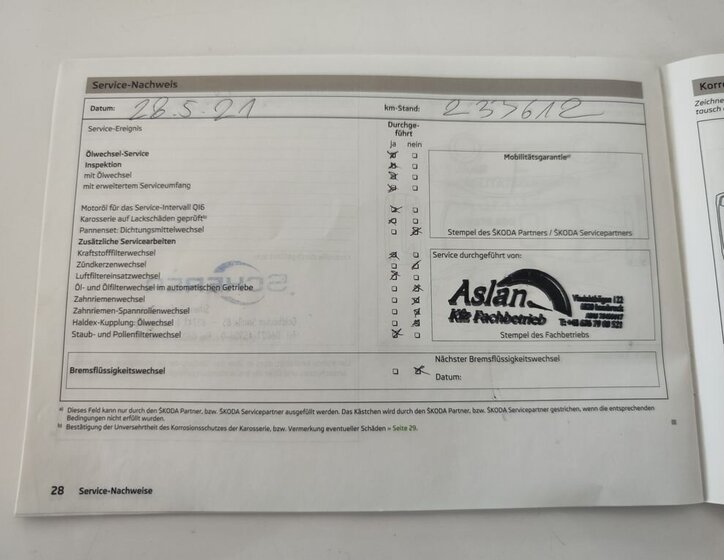 Service-Nachweis
Korro
Datum: 28.5.21
km-Stand: 237612
Zeichne
tausch
Service-Ereignis
Durchge-
führt
ja nein
Ölwechsel-Service
Inspektion
mit Ölwechsel
mit erweitertem Serviceumfang
Motoröl für das Service-Intervall QI6
Karosserie auf Lackschäden geprüft b)
Pannenset: Dichtungsmittelwechsel
Zusätzliche Servicearbeiten
Kraftstofffilterwechsel
Zündkerzenwechsel
Luftfiltereinsatzwechsel
Öl- und Ölfilterwechsel im automatischen Getriebe
Zahnriemenwechsel
Zahnriemen-Spannrollenwechsel
Haldex-Kupplung: Ölwechsel
Staub- und Pollenfilterwechsel
Mobilitätsgarantie a)
Stempel des ŠKODA Partners / ŠKODA Servicepartners
Service durchgeführt von:
Aslan
Kfz Fachbetrieb
Stempel des Fachbetriebs
Bremsflüssigkeitswechsel
Nächster Bremsflüssigkeitswechsel
Datum:
a) Dieses Feld kann nur durch den ŠKODA Partner, bzw. ŠKODA Servicepartner ausgefüllt werden. Das Kästchen wird durch den ŠKODA Partner, bzw. ŠKODA Servicepartner gestrichen, wenn die entsprechenden
Bedingungen nicht erfüllt wurden.
b) Bestätigung der Unversehrtheit des Korrosionsschutzes der Karosserie, bzw. Vermerkung eventueller Schäden » Seite 29.
28 Service-Nachweise